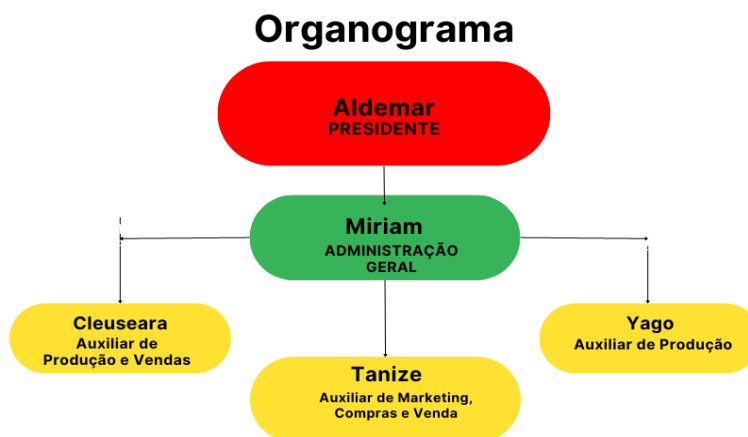 Organograma
Aldemar
PRESIDENTE
Miriam
ADMINISTRAÇÃO
GERAL
Cleuseara
Auxiliar de
Produção e Vendas
Yago
Auxiliar de Produção
Tanize
Auxiliar de Marketing,
Compras e Venda